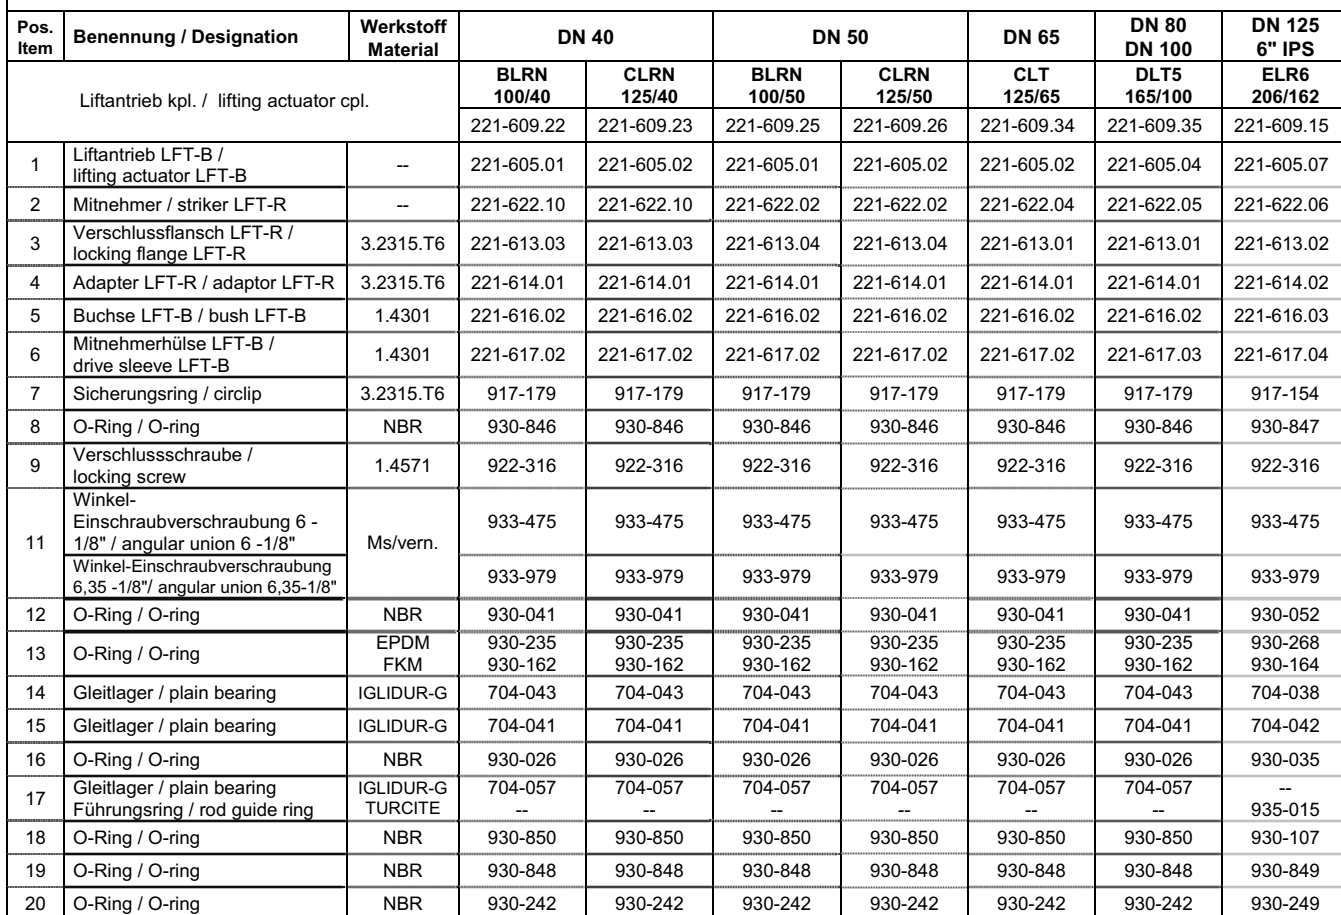 Pos. Item Benennung / Designation Werkstoff Material DN 40 DN 50 DN 65 DN 80 DN 100 DN 125 6" IPS
Liftantrieb kpl. / lifting actuator cpl. BLRN 100/40 CLRN 125/40 BLRN 100/50 CLRN 125/50 CLT 125/65 DLT5 165/100 ELR6 206/162
221-609.22 221-609.23 221-609.25 221-609.26 221-609.34 221-609.35 221-609.15
1 Liftantrieb LFT-B / lifting actuator LFT-B -- 221-605.01 221-605.02 221-605.01 221-605.02 221-605.02 221-605.04 221-605.07
2 Mitnehmer / striker LFT-R -- 221-622.10 221-622.10 221-622.02 221-622.02 221-622.04 221-622.05 221-622.06
3 Verschlussflansch LFT-R / locking flange LFT-R 3.2315.T6 221-613.03 221-613.03 221-613.04 221-613.04 221-613.01 221-613.01 221-613.02
4 Adapter LFT-R / adaptor LFT-R 3.2315.T6 221-614.01 221-614.01 221-614.01 221-614.01 221-614.01 221-614.01 221-614.02
5 Buchse LFT-B / bush LFT-B 1.4301 221-616.02 221-616.02 221-616.02 221-616.02 221-616.02 221-616.02 221-616.03
6 Mitnehmerhülse LFT-B / drive sleeve LFT-B 1.4301 221-617.02 221-617.02 221-617.02 221-617.02 221-617.02 221-617.03 221-617.04
7 Sicherungsring / circlip 3.2315.T6 917-179 917-179 917-179 917-179 917-179 917-179 917-154
8 O-Ring / O-ring NBR 930-846 930-846 930-846 930-846 930-846 930-846 930-847
9 Verschlussschraube / locking screw 1.4571 922-316 922-316 922-316 922-316 922-316 922-316 922-316
11 Winkel-Einschraubverschraubung 6 -1/8" / angular union 6 -1/8" Ms/vern. 933-475 933-475 933-475 933-475 933-475 933-475 933-475
Winkel-Einschraubverschraubung 6,35 -1/8"/ angular union 6,35-1/8" 933-979 933-979 933-979 933-979 933-979 933-979 933-979
12 O-Ring / O-ring NBR 930-041 930-041 930-041 930-041 930-041 930-041 930-052
13 O-Ring / O-ring EPDM 930-235 930-235 930-235 930-235 930-235 930-235 930-268
FKM 930-162 930-162 930-162 930-162 930-162 930-162 930-164
14 Gleitlager / plain bearing IGLIDUR-G 704-043 704-043 704-043 704-043 704-043 704-043 704-038
15 Gleitlager / plain bearing IGLIDUR-G 704-041 704-041 704-041 704-041 704-041 704-041 704-042
16 O-Ring / O-ring NBR 930-026 930-026 930-026 930-026 930-026 930-026 930-035
17 Gleitlager / plain bearing IGLIDUR-G 704-057 704-057 704-057 704-057 704-057 704-057 --
Führungsring / rod guide ring TURCITE -- -- -- -- -- -- 935-015
18 O-Ring / O-ring NBR 930-850 930-850 930-850 930-850 930-850 930-850 930-107
19 O-Ring / O-ring NBR 930-848 930-848 930-848 930-848 930-848 930-848 930-849
20 O-Ring / O-ring NBR 930-242 930-242 930-242 930-242 930-242 930-242 930-249